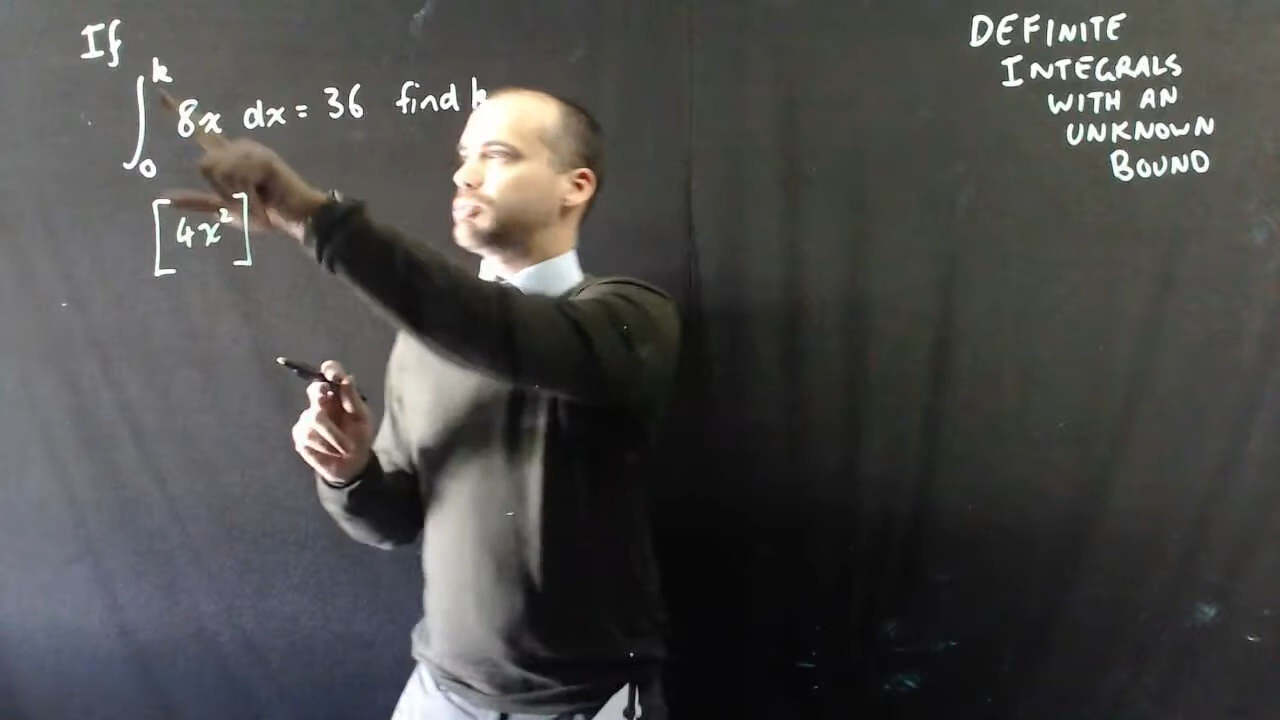 If
∫₀ᵏ 8x dx = 36 find k
[4x²]
DEFINITE
INTEGRALS
WITH AN
UNKNOWN
BOUND